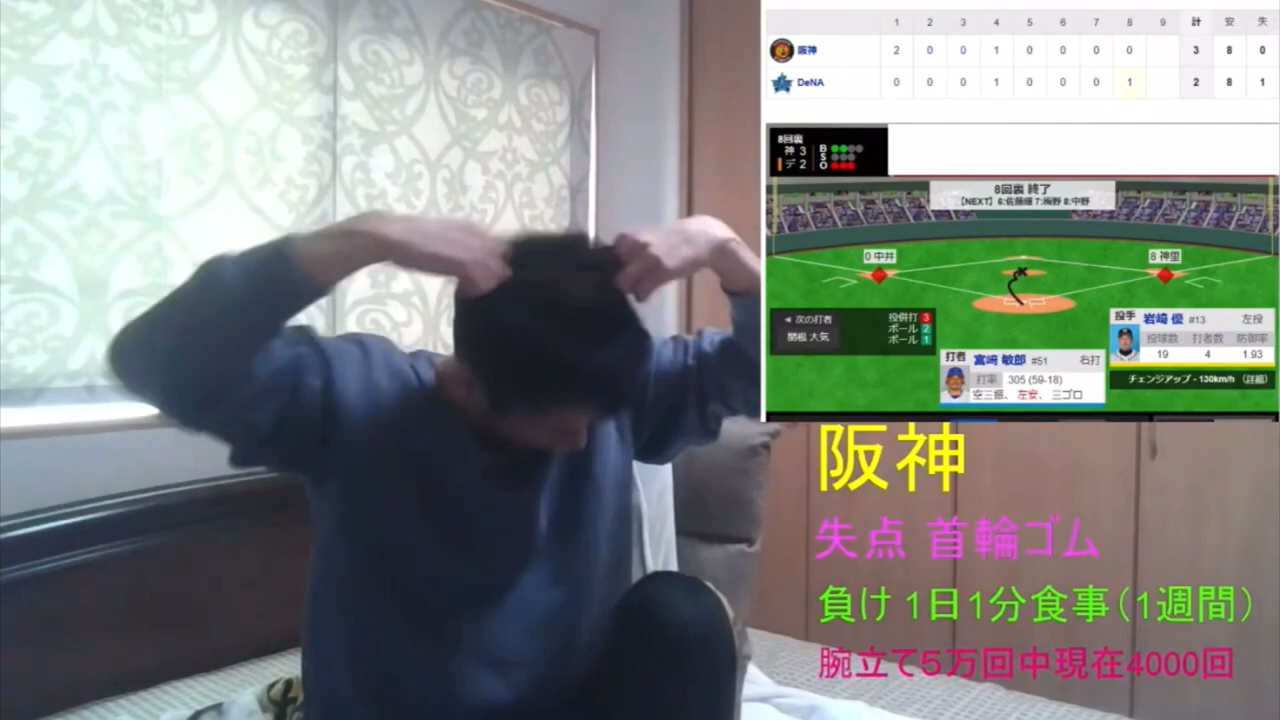 1 2 3 4 5 6 7 8 9 計 安 失
阪神 2 0 0 1 0 0 0 0 3 8 0
DeNA 0 0 0 1 0 0 0 1 2 8 1
8回裏
神 3
デ 2
B
S
O
8回裏 終了
【NEXT】 6:佐藤輝 7:梅野 8:中野
0 中井
8 神里
◀ 次の打者
関根 大気
投併打 3
ボール 2
ボール 1
投手 岩崎 優 #13 左投
投球数 打者数 防御率
19 4 1.93
チェンジアップ - 130km/h (詳細)
打者 宮﨑 敏郎 #51 右打
打率 305 (59-18)
空三振、 左安、 三ゴロ
阪神
失点 首輪ゴム
負け 1日1分食事(1週間)
腕立て5万回中現在4000回